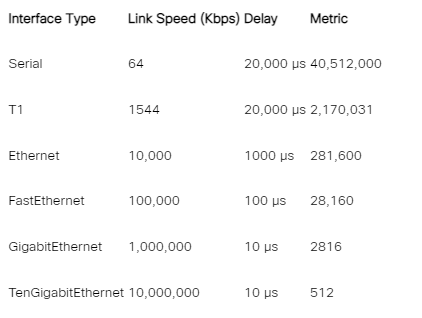 Interface Type Link Speed (Kbps) Delay Metric
Serial 64 20,000 µs 40,512,000
T1 1544 20,000 µs 2,170,031
Ethernet 10,000 1000 µs 281,600
FastEthernet 100,000 100 µs 28,160
GigabitEthernet 1,000,000 10 µs 2816
TenGigabitEthernet 10,000,000 10 µs 512